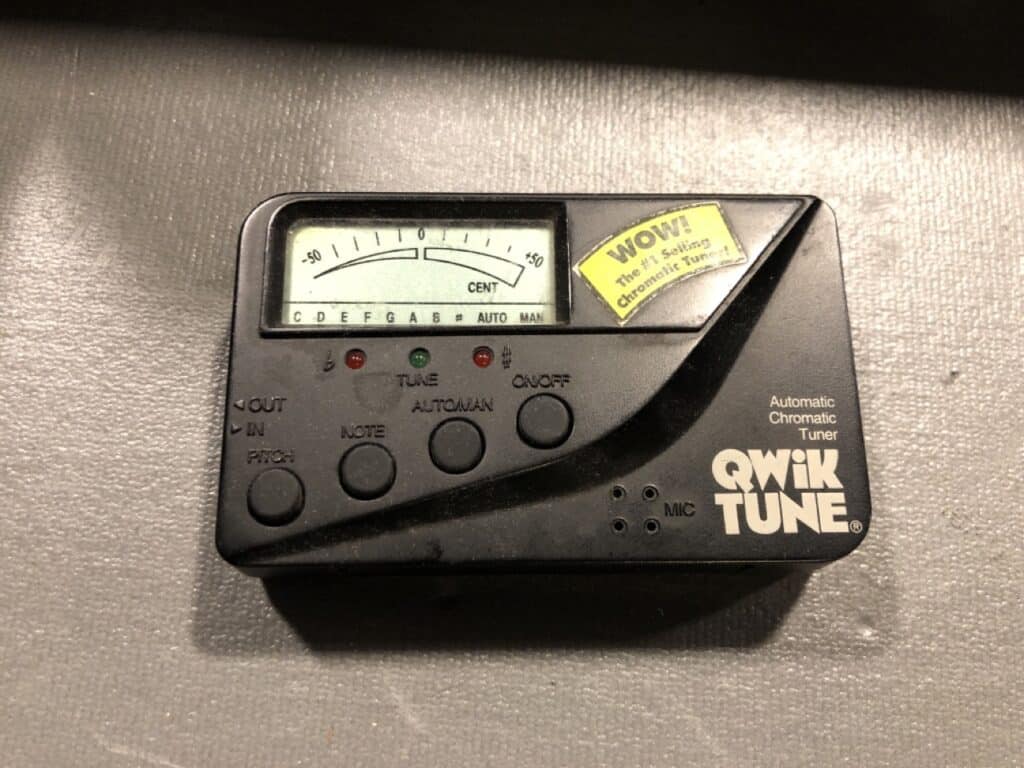 -50 0 +50
CENT
C D E F G A B # AUTO MAN
WOW!
The #1 Selling
Chromatic Tuner!
♭ ♯
TUNE
ON/OFF
◁ OUT
AUTO/MAN
▷ IN
NOTE
PITCH
Automatic
Chromatic
Tuner
QWiK
TUNE®
MIC